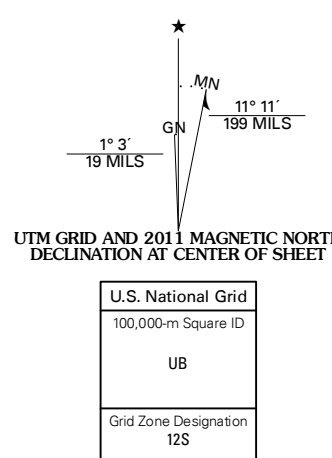 MN
11° 11´
199 MILS
GN
1° 3´
19 MILS
UTM GRID AND 2011 MAGNETIC NORTH
DECLINATION AT CENTER OF SHEET
U.S. National Grid
100,000-m Square ID
UB
Grid Zone Designation
12S